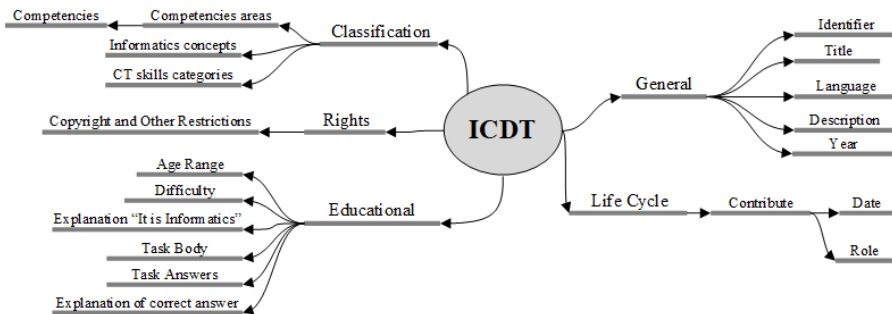 Competencies
Competencies areas
Classification
Informatics concepts
CT skills categories
Copyright and Other Restrictions
Rights
Age Range
Difficulty
Explanation “It is Informatics”
Educational
Task Body
Task Answers
Explanation of correct answer
ICDT
General
Identifier
Title
Language
Description
Year
Life Cycle
Contribute
Date
Role